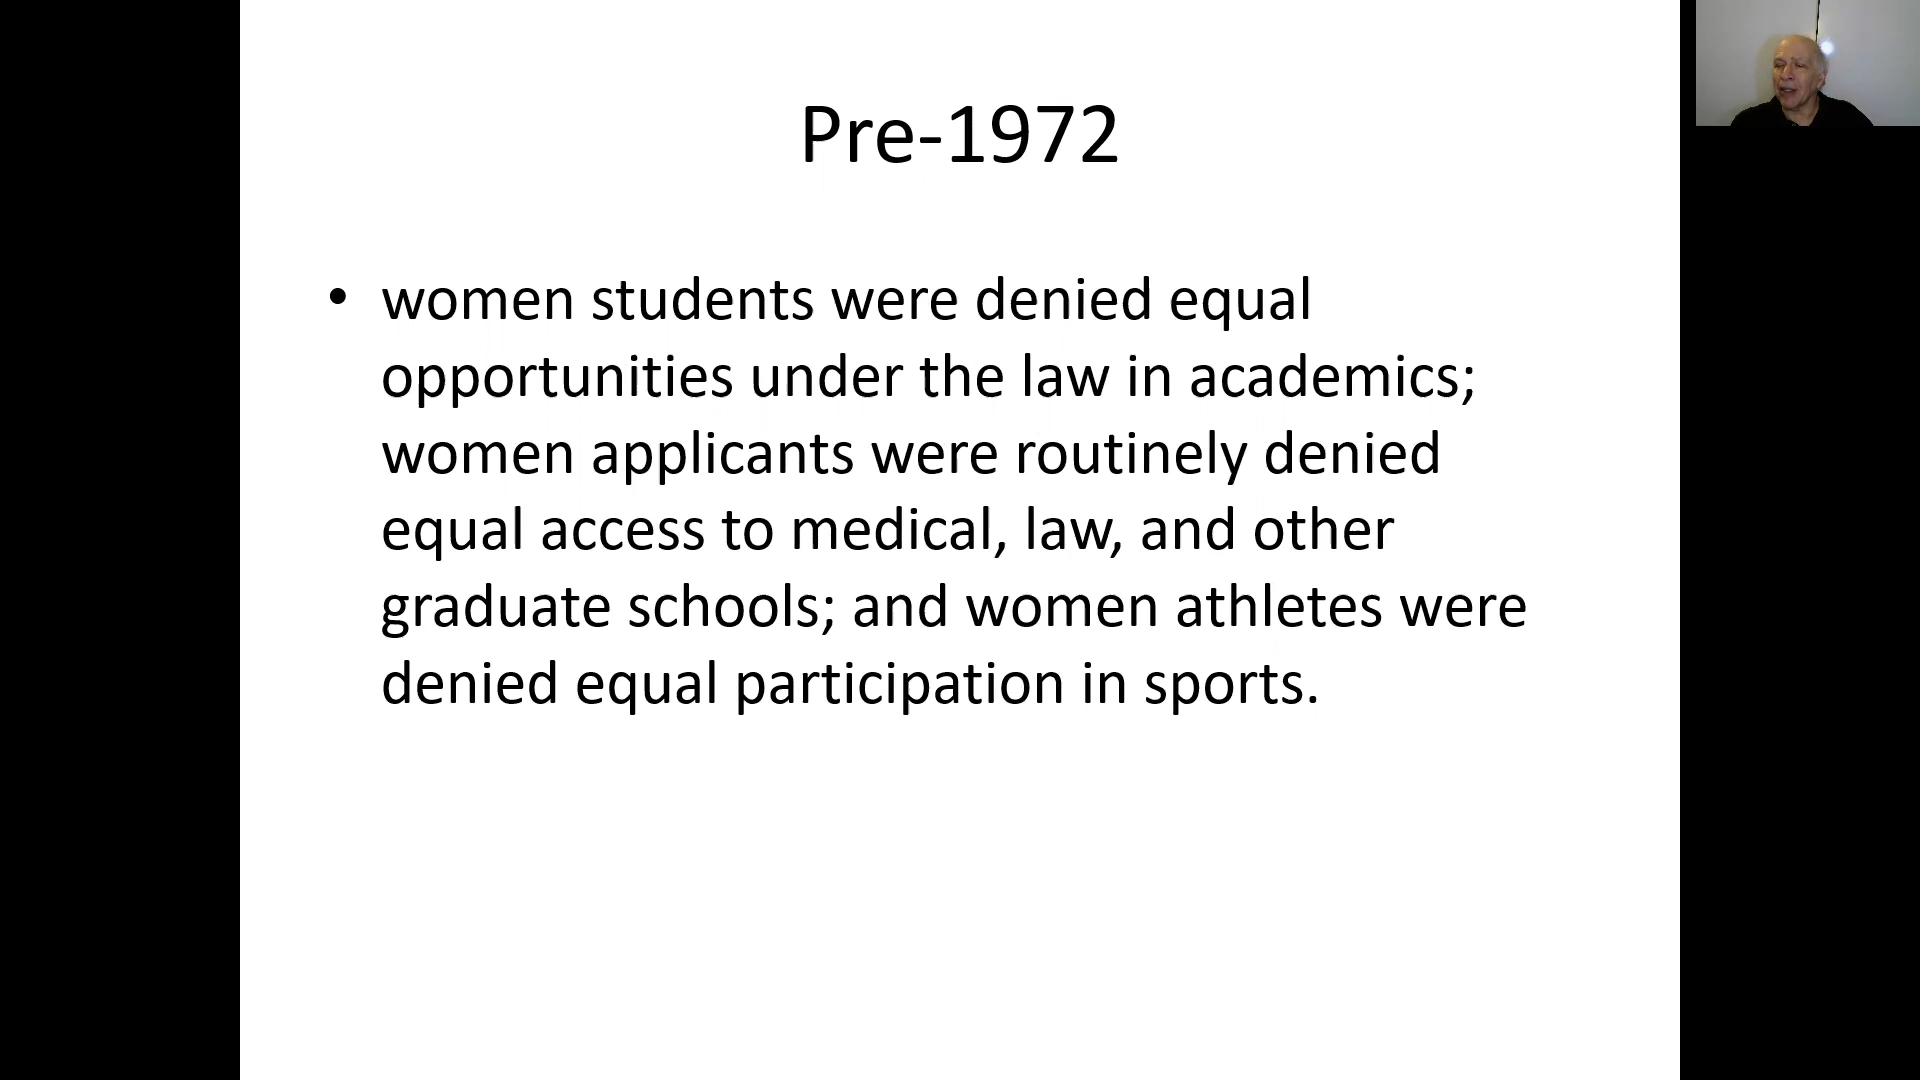 Pre-1972
• women students were denied equal
opportunities under the law in academics;
women applicants were routinely denied
equal access to medical, law, and other
graduate schools; and women athletes were
denied equal participation in sports.